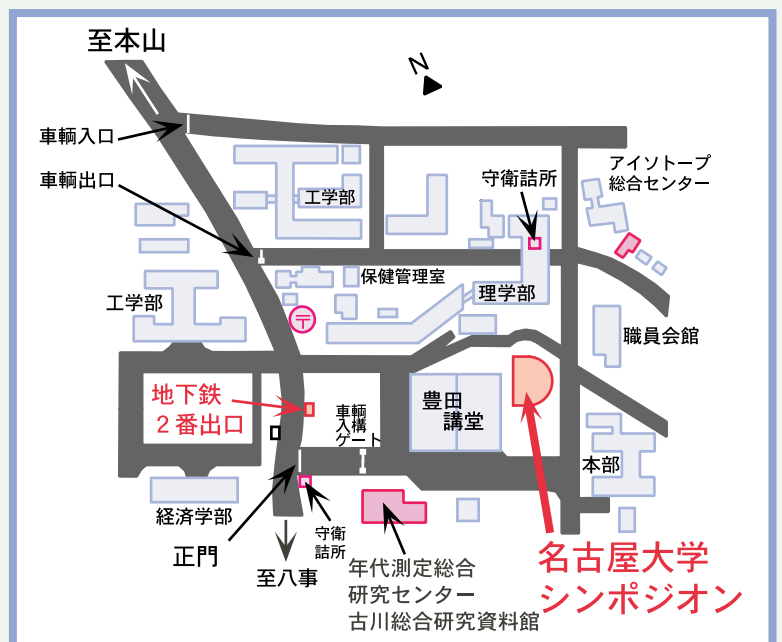 至本山
N
車輌入口
アイソトープ
総合センター
車輌出口
守衛詰所
工学部
保健管理室
工学部
理学部
〒
職員会館
地下鉄
２番出口
車輌
入構
ゲート
豊田
講堂
本部
経済学部
守衛
詰所
正門
至八事
年代測定総合
研究センター
古川総合研究資料館
名古屋大学
シンポジオン